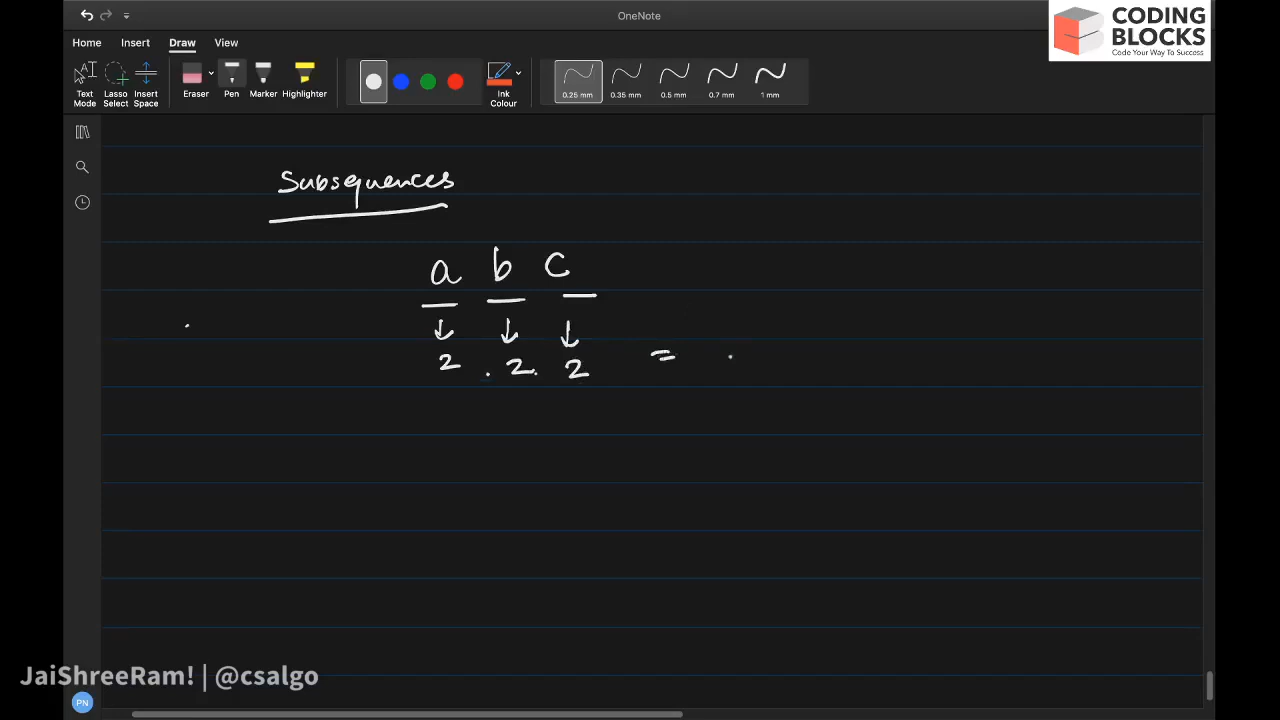 OneNote
CODING
BLOCKS
Code Your Way To Success
Home Insert Draw View
Text Mode Lasso Select Insert Space Eraser Pen Marker Highlighter Ink Colour 0.25 mm 0.35 mm 0.5 mm 0.7 mm 1 mm
Subsequences
a b c
↓ ↓ ↓
2 . 2 . 2 =
JaiShreeRam! | @csalgo
PN